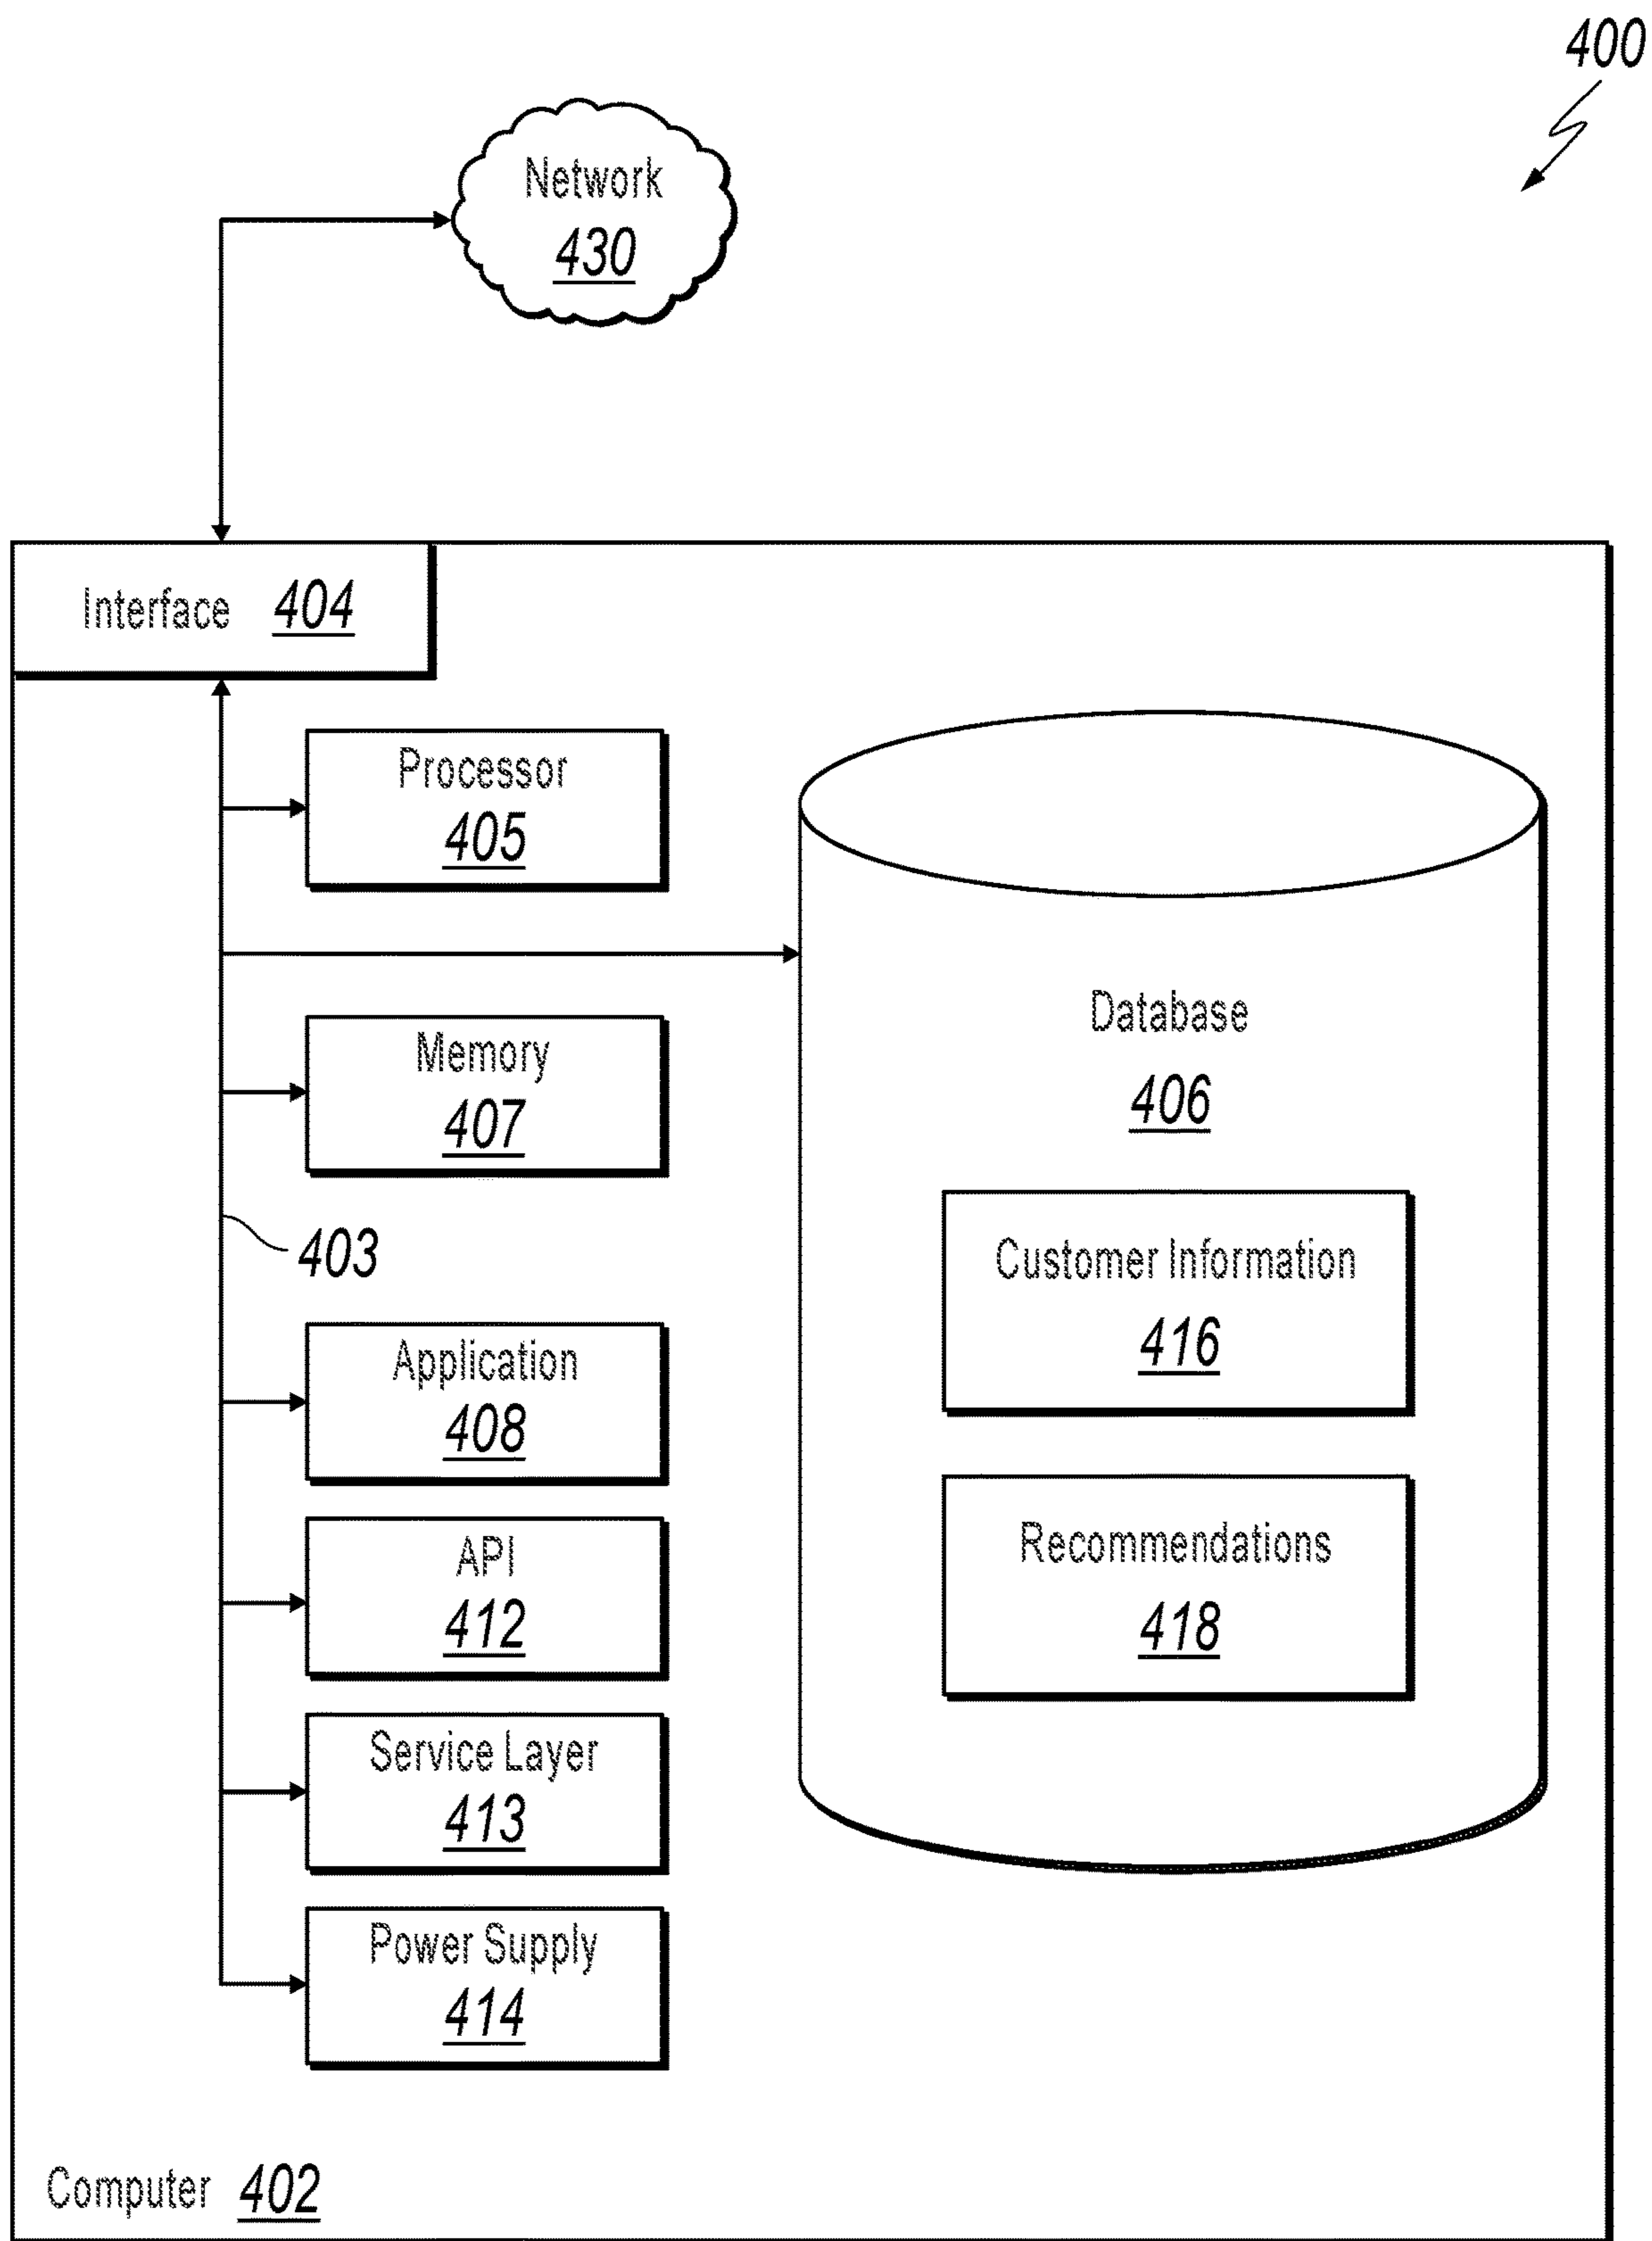 400
Network
430
Interface 404
Processor
405
Database
406
Memory
407
403
Customer Information
416
Application
408
Recommendations
418
API
412
Service Layer
413
Power Supply
414
Computer 402